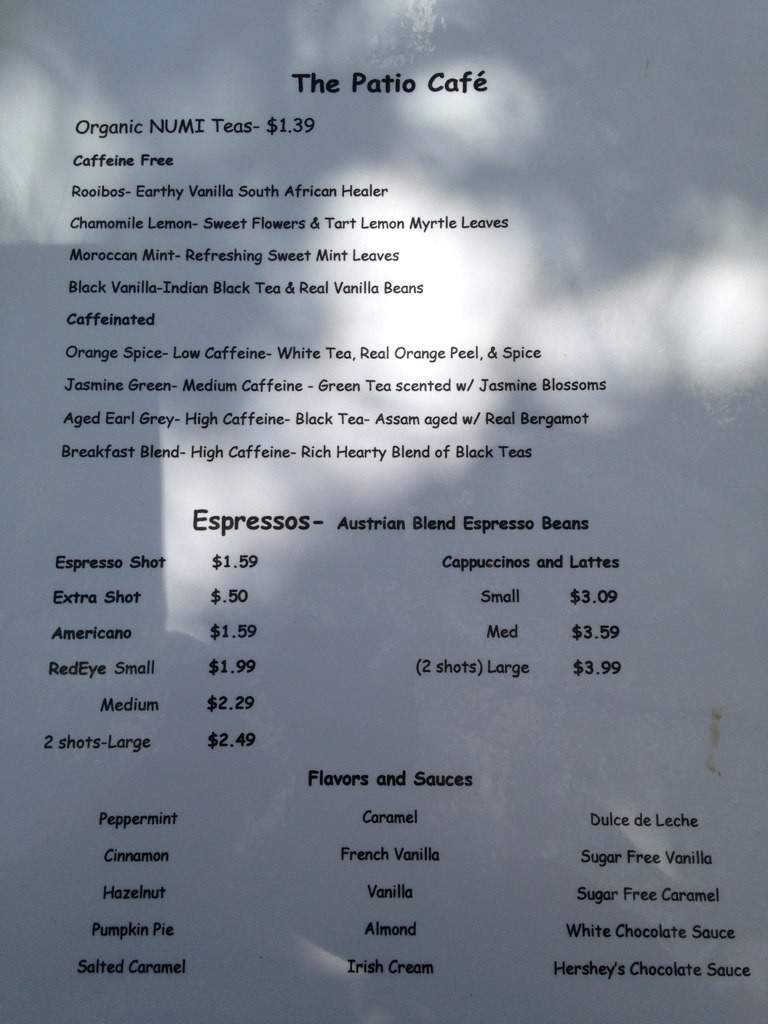 The Patio Café
Organic NUMI Teas- $1.39
Caffeine Free
Rooibos- Earthy Vanilla South African Healer
Chamomile Lemon- Sweet Flowers & Tart Lemon Myrtle Leaves
Moroccan Mint- Refreshing Sweet Mint Leaves
Black Vanilla-Indian Black Tea & Real Vanilla Beans
Caffeinated
Orange Spice- Low Caffeine- White Tea, Real Orange Peel, & Spice
Jasmine Green- Medium Caffeine - Green Tea scented w/ Jasmine Blossoms
Aged Earl Grey- High Caffeine- Black Tea- Assam aged w/ Real Bergamot
Breakfast Blend- High Caffeine- Rich Hearty Blend of Black Teas
Espressos- Austrian Blend Espresso Beans
Espresso Shot $1.59
Extra Shot $.50
Americano $1.59
RedEye Small $1.99
Medium $2.29
2 shots-Large $2.49
Cappuccinos and Lattes
Small $3.09
Med $3.59
(2 shots) Large $3.99
Flavors and Sauces
Peppermint Caramel Dulce de Leche
Cinnamon French Vanilla Sugar Free Vanilla
Hazelnut Vanilla Sugar Free Caramel
Pumpkin Pie Almond White Chocolate Sauce
Salted Caramel Irish Cream Hershey's Chocolate Sauce